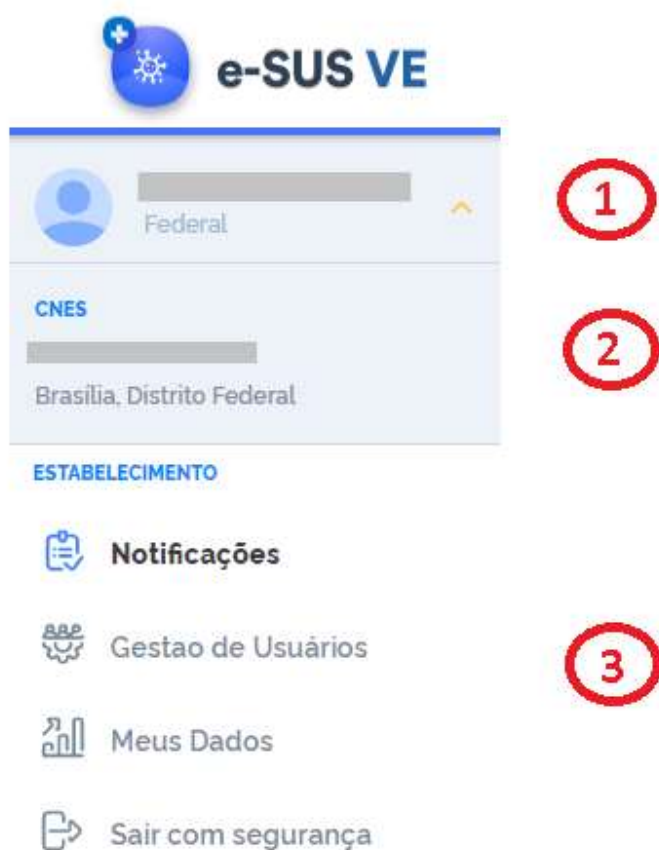 e-SUS VE
Federal
1
CNES
2
Brasília, Distrito Federal
ESTABELECIMENTO
Notificações
Gestao de Usuários
3
Meus Dados
Sair com segurança